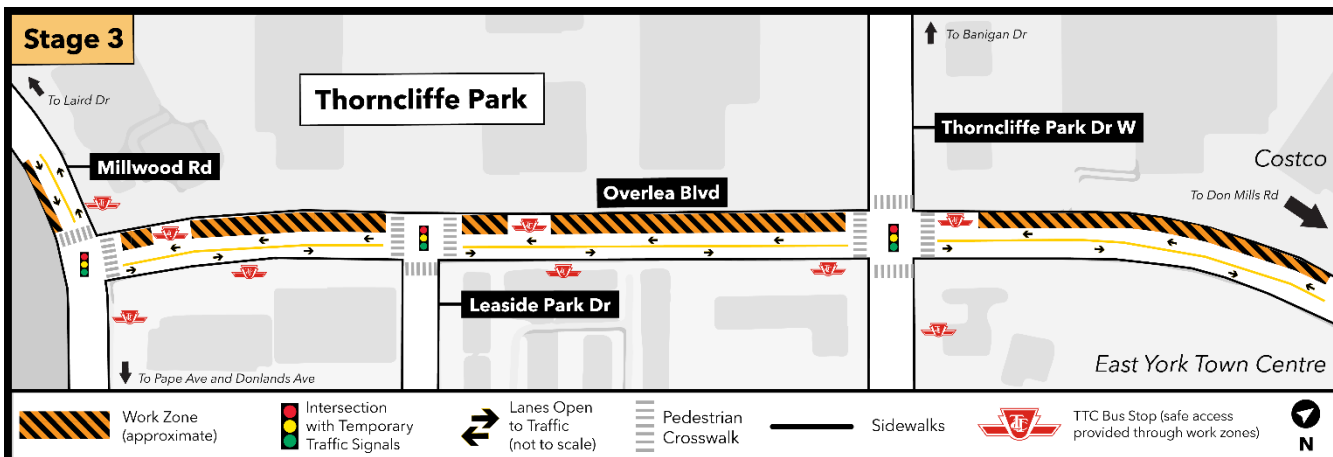 Stage 3
To Laird Dr
Thorncliffe Park
To Banigan Dr
Thorncliffe Park Dr W
Millwood Rd
Costco
Overlea Blvd
To Don Mills Rd
Leaside Park Dr
To Pape Ave and Donlands Ave
East York Town Centre
Work Zone
(approximate)
Intersection
with Temporary
Traffic Signals
Lanes Open
to Traffic
(not to scale)
Pedestrian
Crosswalk
Sidewalks
TTC
TTC Bus Stop (safe access
provided through work zones)
N